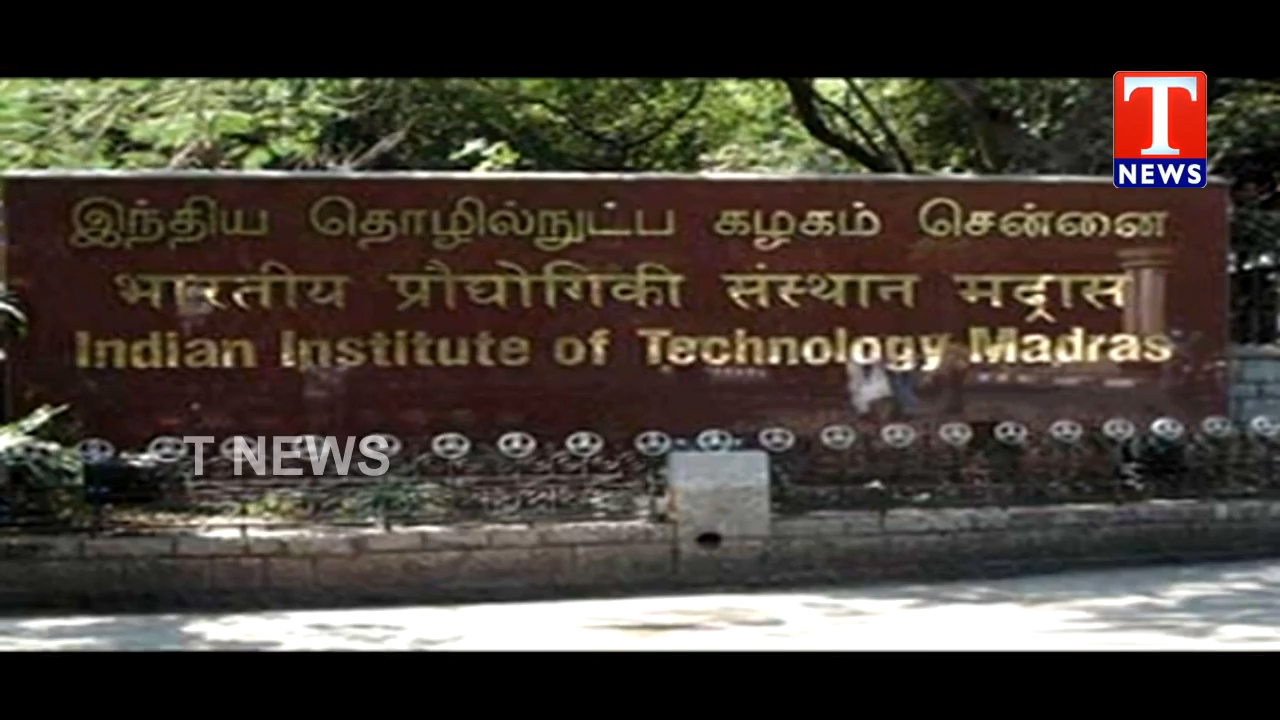 T
NEWS
இந்திய தொழில்நுட்ப கழகம் சென்னை
भारतीय प्रौद्योगिकी संस्थान मद्रास
Indian Institute of Technology Madras
T NEWS